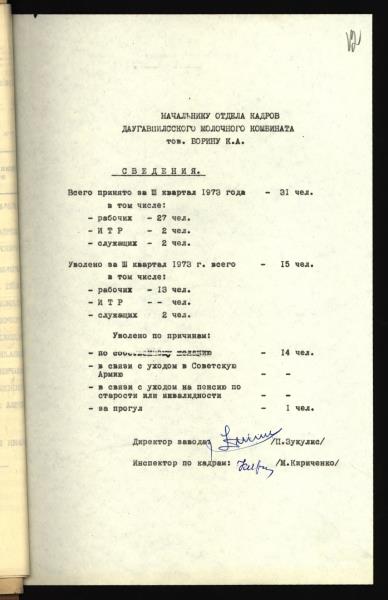 12
НАЧАЛЬНИКУ ОТДЕЛА КАДРОВ
ДАУГАВПИЛССКОГО МОЛОЧНОГО КОМБИНАТА
тов. БОРИНУ К.А.
СВЕДЕНИЯ.
Всего принято за Ш квартал 1973 года - 31 чел.
в том числе:
- рабочих - 27 чел.
- И Т Р - 2 чел.
- служащих - 2 чел.
Уволено за Ш квартал 1973 г. всего - 15 чел.
в том числе:
- рабочих - 13 чел.
- И Т Р - - чел.
- служащих 2 чел.
Уволено по причинам:
- по собственному желанию - 14 чел.
- в связи с уходом в Советскую
Армию - -
- в связи с уходом на пенсию по
старости или инвалидности - -
- за прогул - 1 чел.
Директор завода: /П.Зукулис/
Инспектор по кадрам: /М.Кириченко/